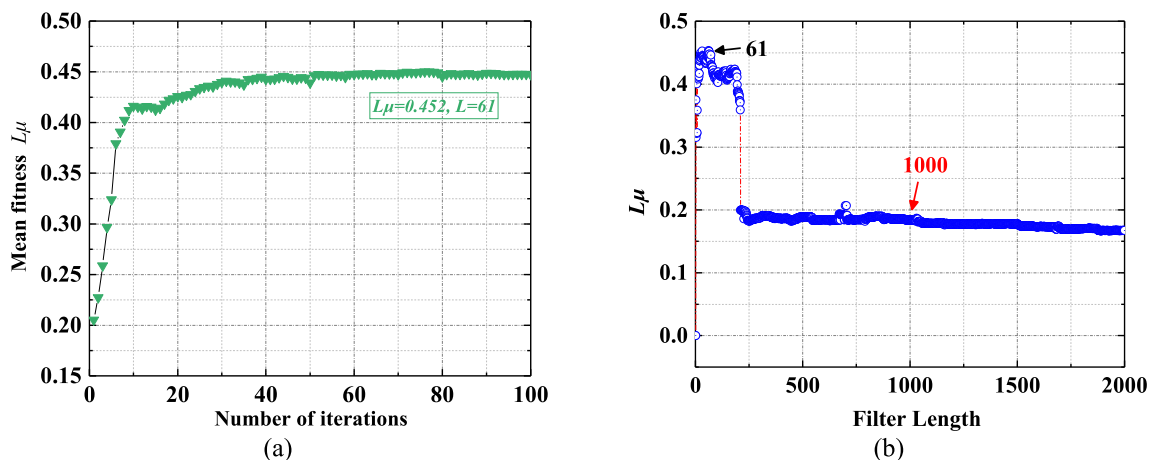 0.50
0.45
0.40
0.35
0.30
0.25
0.20
0.15
Mean fitness Lμ
Lμ=0.452, L=61
0 20 40 60 80 100
Number of iterations
(a)
0.5
0.4
0.3
0.2
0.1
0.0
Lμ
61
1000
0 500 1000 1500 2000
Filter Length
(b)